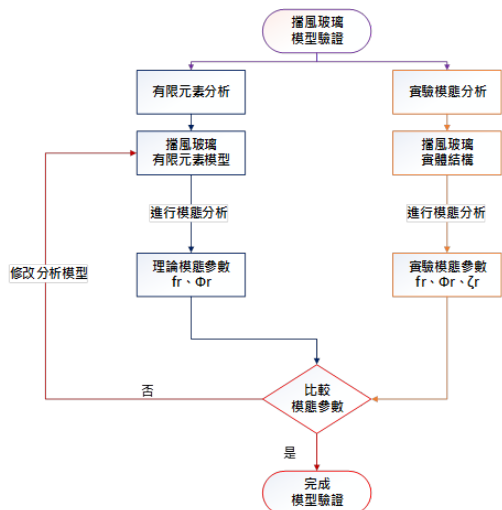 擋風玻璃
模型驗證
有限元素分析
實驗模態分析
擋風玻璃
有限元素模型
擋風玻璃
實體結構
進行模態分析
進行模態分析
修改分析模型
理論模態參數
fr、Φr
實驗模態參數
fr、Φr、ζr
比較
模態參數
否
是
完成
模型驗證